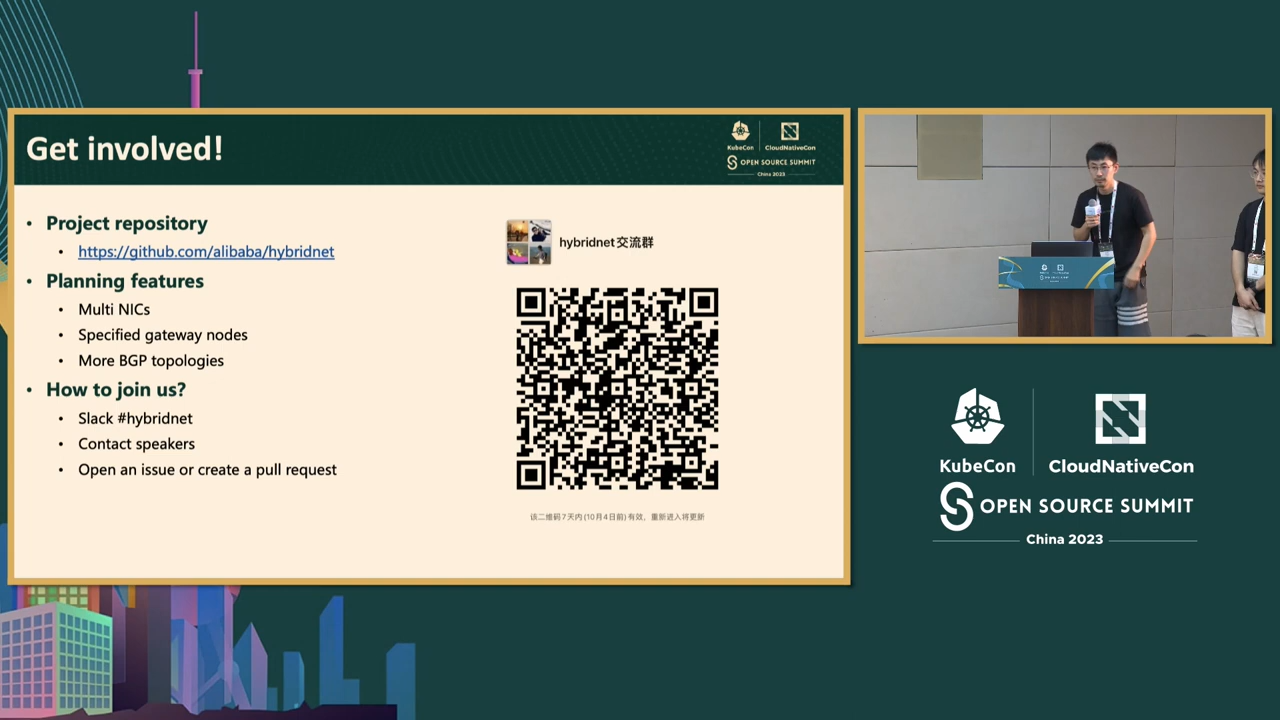 Get involved!
KubeCon
CloudNativeCon
OPEN SOURCE SUMMIT
China 2023
• Project repository
• https://github.com/alibaba/hybridnet
• Planning features
• Multi NICs
• Specified gateway nodes
• More BGP topologies
• How to join us?
• Slack #hybridnet
• Contact speakers
• Open an issue or create a pull request
hybridnet交流群
该二维码7天内(10月4日前)有效，重新进入将更新
KubeCon
CloudNativeCon
OPEN SOURCE SUMMIT
China 2023